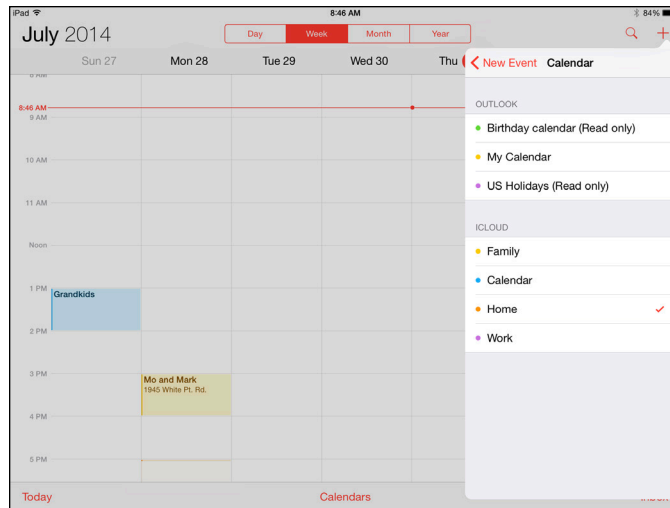 iPad 8:46 AM 84%
July 2014 Day Week Month Year
Sun 27 Mon 28 Tue 29 Wed 30 Thu
New Event Calendar
8 AM
OUTLOOK
8:46 AM
9 AM
Birthday calendar (Read only)
My Calendar
10 AM
US Holidays (Read only)
11 AM
ICLOUD
Noon
Family
Calendar
1 PM
Grandkids
Home
2 PM
Work
3 PM
Mo and Mark
1945 White Pt. Rd.
4 PM
5 PM
Today Calendars